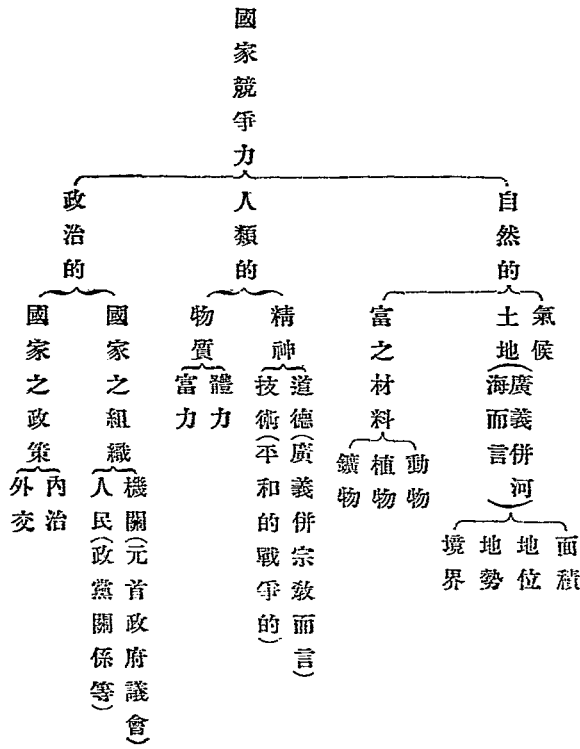 國家競爭力
自然的
人類的
政治的
氣候
土地(廣義併河海而言)
富之材料
精神
物質
國家之組織
國家之政策
面積
地位
地勢
境界
動物
植物
鑛物
道德(廣義併宗教而言)
技術(平和的戰爭的)
體力
富力
機關(元首政府議會)
人民(政黨關係等)
內治
外交